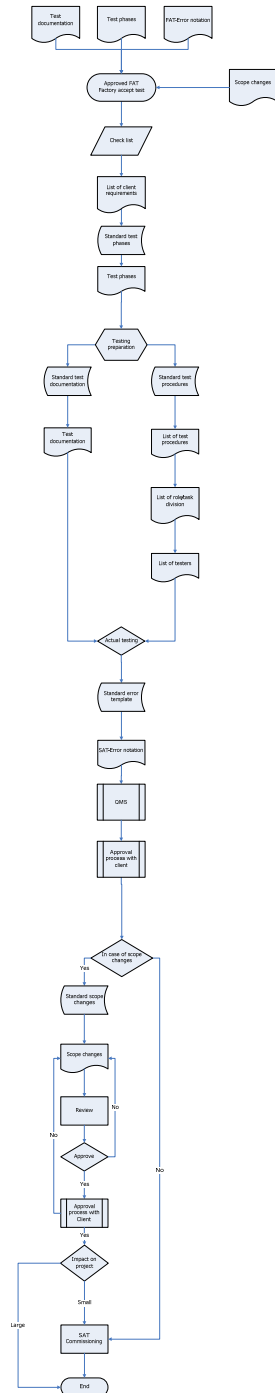 Test
documentation
Test phases
FAT-Error notation
Approved FAT
Factory accept test
Scope changes
Check list
List of client
requirements
Standard test
phases
Test phases
Testing
preparation
Standard test
documentation
Standard test
procedures
Test
documentation
List of test
procedures
List of role/task
division
List of testers
Actual testing
Standard error
template
SAT-Error notation
QMS
Approval
process with
client
In case of scope
changes
Yes
Standard scope
changes
Scope changes
No
Review
No
Approve
No
Yes
Approval
process with
Client
Yes
Impact on
project
Small
Large
SAT
Commissioning
End